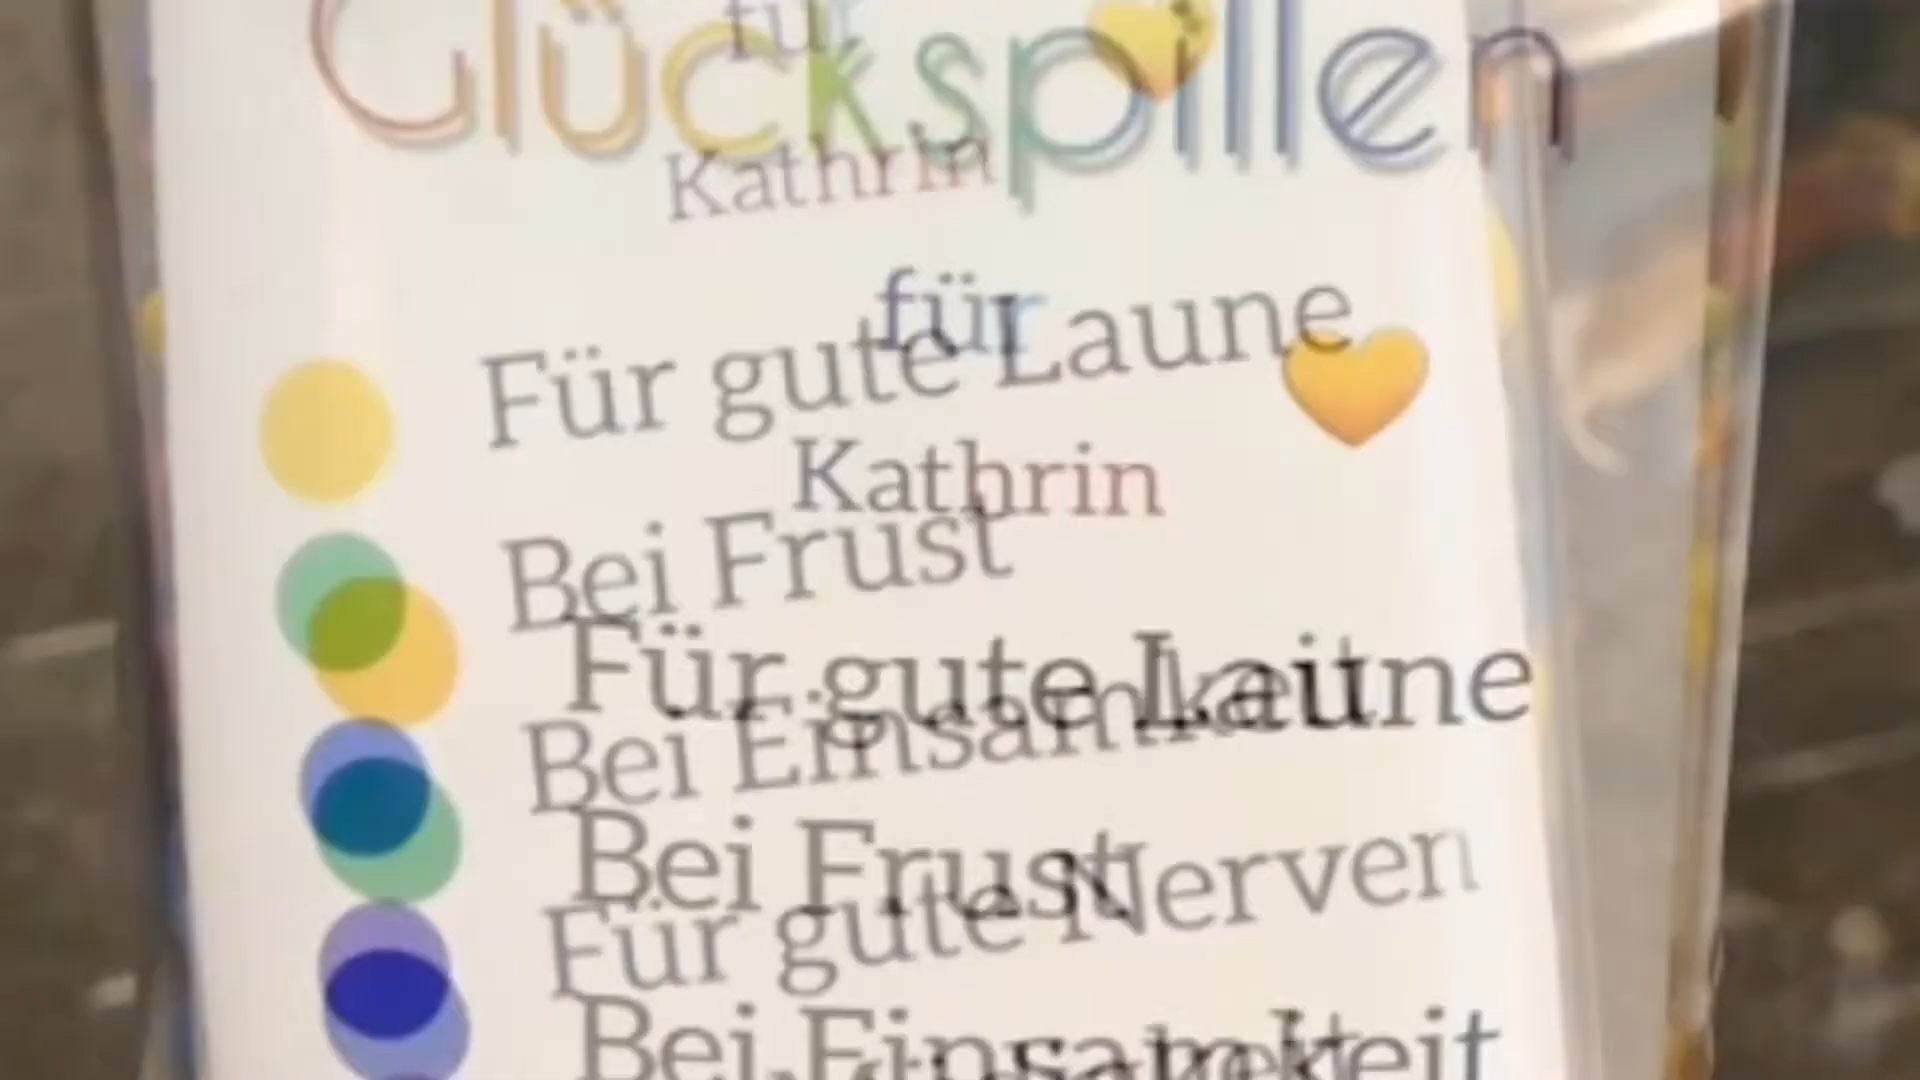 Glückspillen
für
Kathrin
für
Für gute Laune
Kathrin
Bei Frust
Für gute Laune
Bei Einsamkeit
Bei Frust
Für gute Nerven
Bei Einsamkeit